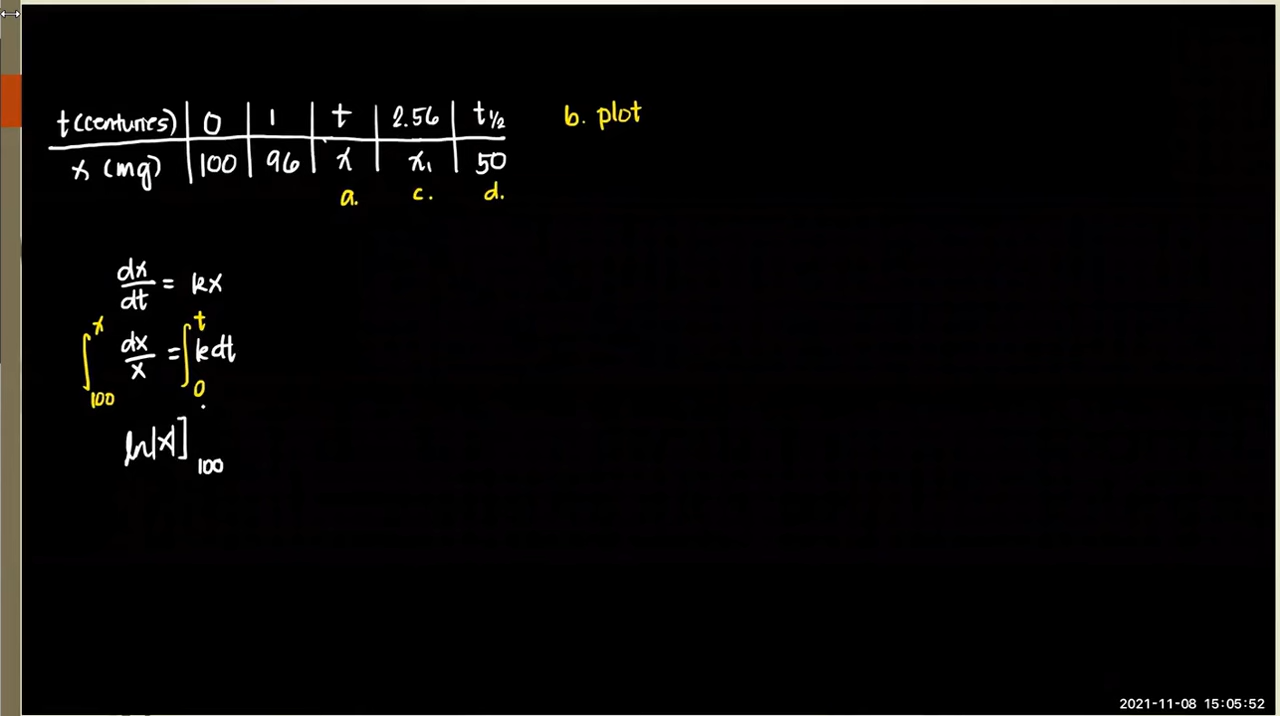 t (centuries) 0 1 t 2.56 t½ b. plot
x (mg) 100 96 x x₁ 50
a. c. d.
dx/dt = kx
∫₁₀₀ˣ dx/x = ∫₀ᵗ kdt
ln|x|]₁₀₀
2021-11-08 15:05:52